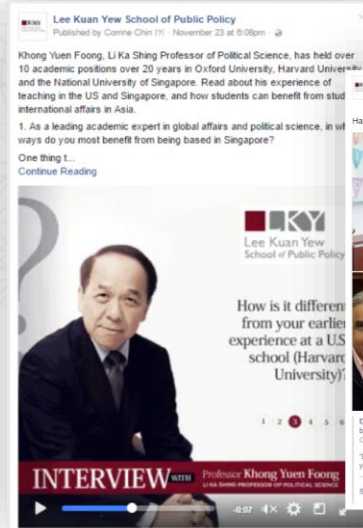 Lee Kuan Yew School of Public Policy
Published by Corrine Chin [?] · November 23 at 6:08pm ·
Khong Yuen Foong, Li Ka Shing Professor of Political Science, has held over
10 academic positions over 20 years in Oxford University, Harvard University
and the National University of Singapore. Read about his experience of
teaching in the US and Singapore, and how students can benefit from stud
international affairs in Asia.
1. As a leading academic expert in global affairs and political science, in wh
ways do you most benefit from being based in Singapore?
One thing t...
Continue Reading
Ha
LKY
Lee Kuan Yew
School of Public Policy
How is it different
from your earlier
experience at a U.S
school (Harvard
University)?
1 2 3 4 5 6
INTERVIEW WITH Professor Khong Yuen Foong
LI KA SHING PROFESSOR OF POLITICAL SCIENCE
-0:07